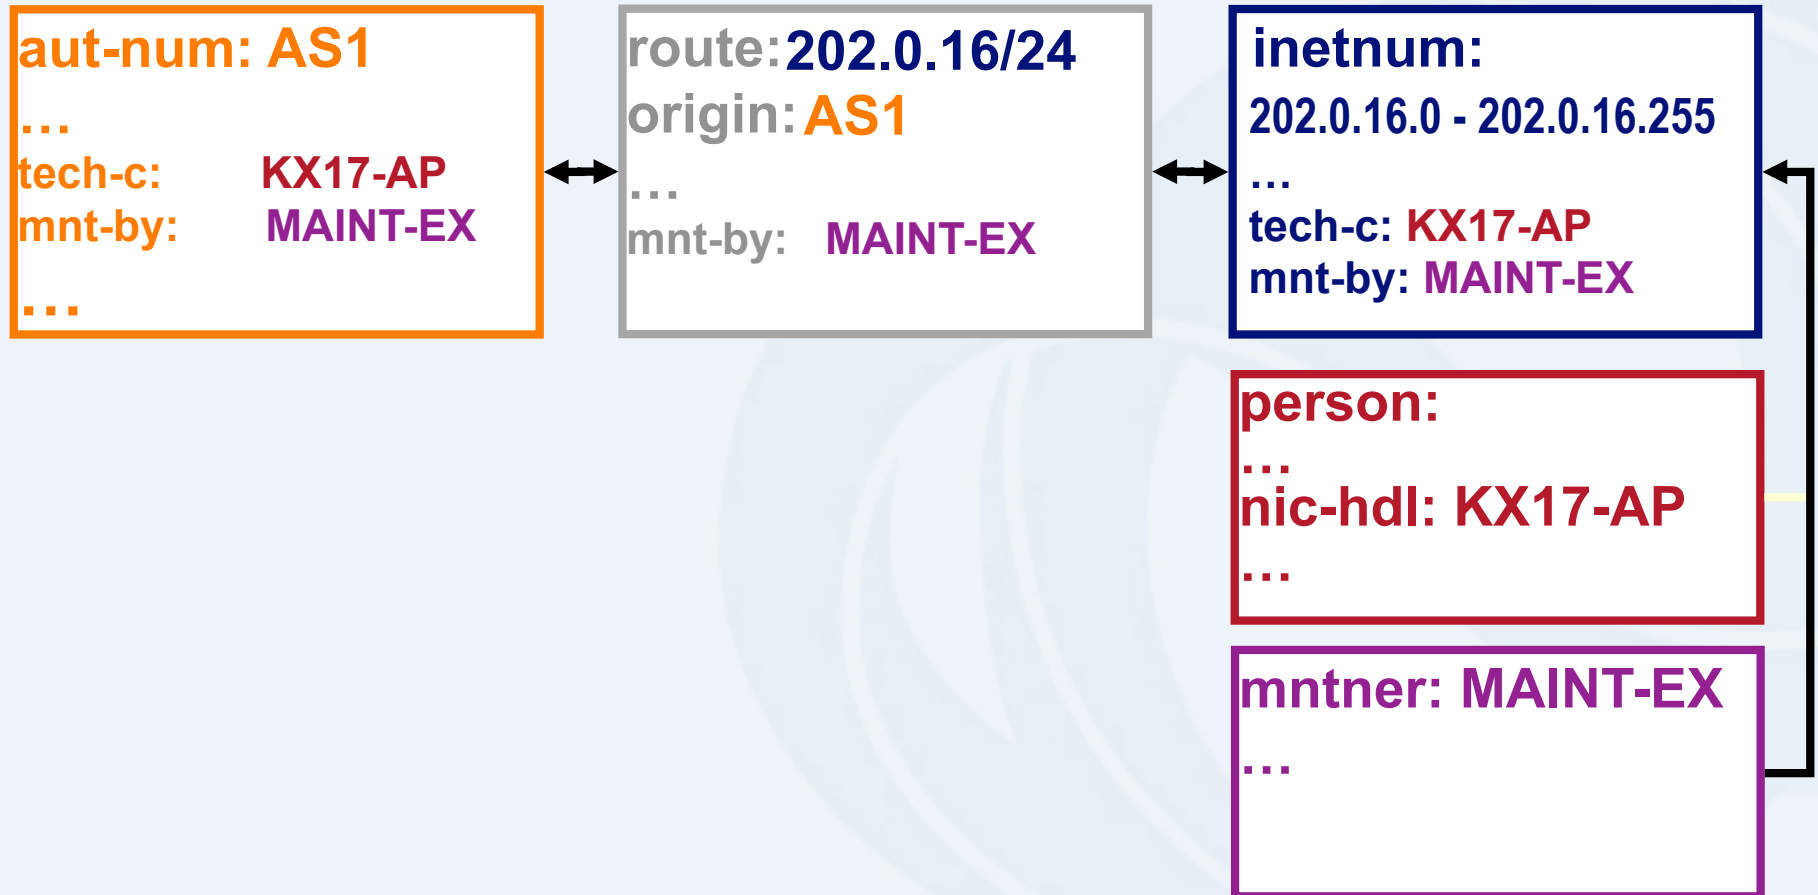 aut-num: AS1
…
tech-c: KX17-AP
mnt-by: MAINT-EX
…
route: 202.0.16/24
origin: AS1
…
mnt-by: MAINT-EX
inetnum:
202.0.16.0 - 202.0.16.255
…
tech-c: KX17-AP
mnt-by: MAINT-EX
person:
…
nic-hdl: KX17-AP
…
mntner: MAINT-EX
…